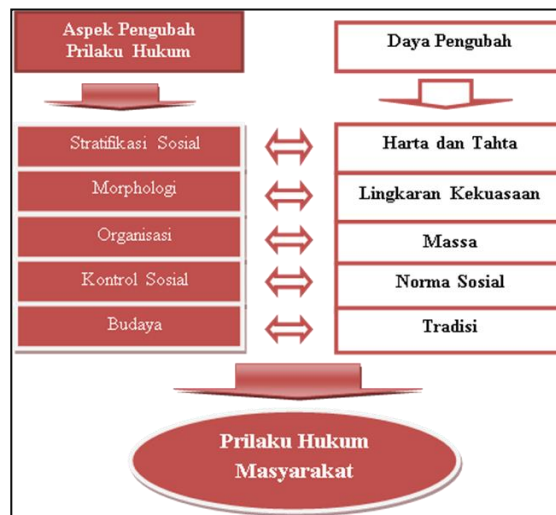 Aspek Pengubah
Prilaku Hukum
Daya Pengubah
Stratifikasi Sosial
Harta dan Tahta
Morphologi
Lingkaran Kekuasaan
Organisasi
Massa
Kontrol Sosial
Norma Sosial
Budaya
Tradisi
Prilaku Hukum
Masyarakat